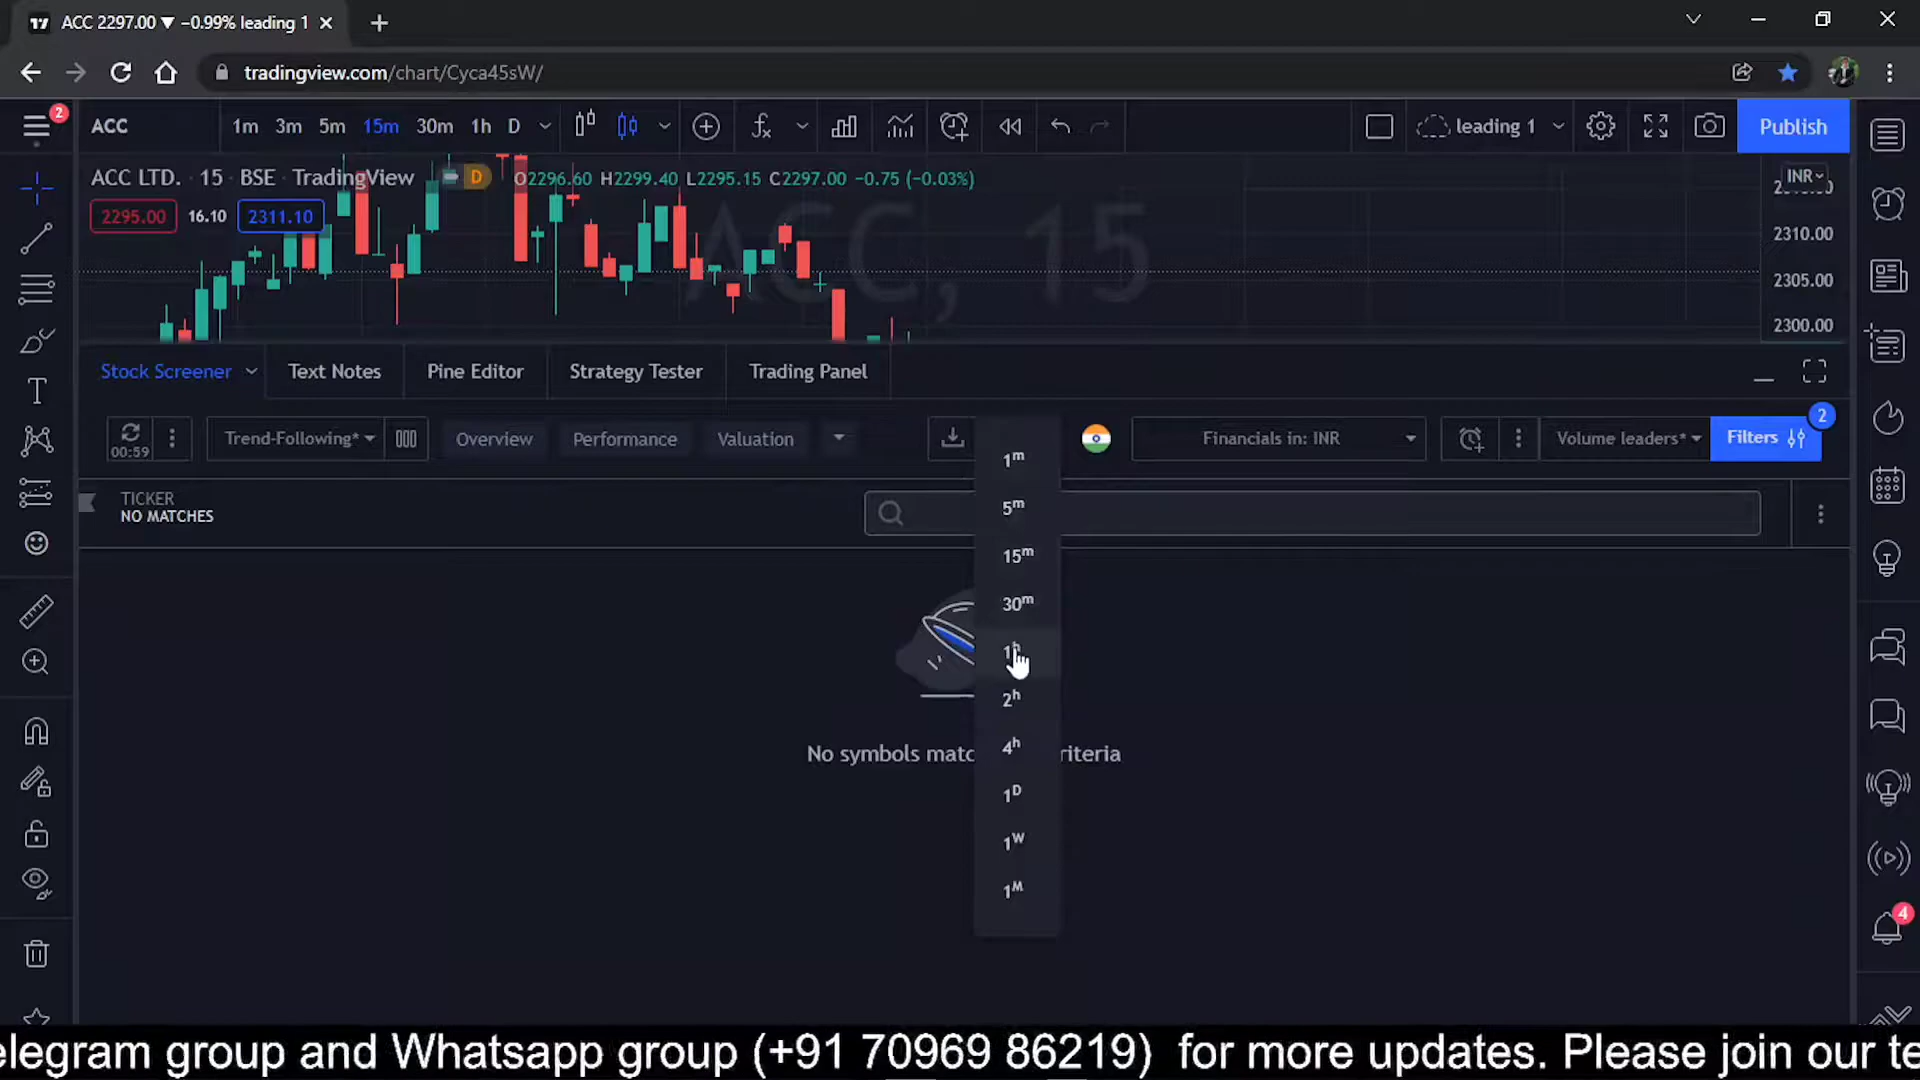 ACC 2297.00 ▼ −0.99% leading 1
tradingview.com/chart/Cyca45sW/
2
ACC 1m 3m 5m 15m 30m 1h D leading 1 Publish
ACC LTD. · 15 · BSE · TradingView D O2296.60 H2299.40 L2295.15 C2297.00 −0.75 (−0.03%) INR
2295.00 16.10 2311.10
ACC, 15
2310.00
2305.00
2300.00
Stock Screener Text Notes Pine Editor Strategy Tester Trading Panel
2
00:59 Trend-Following* Overview Performance Valuation Financials in: INR Volume leaders* Filters
TICKER
NO MATCHES
1m
5m
15m
30m
1h
2h
4h
1D
1W
1M
No symbols matc riteria
4
elegram group and Whatsapp group (+91 70969 86219) for more updates. Please join our te